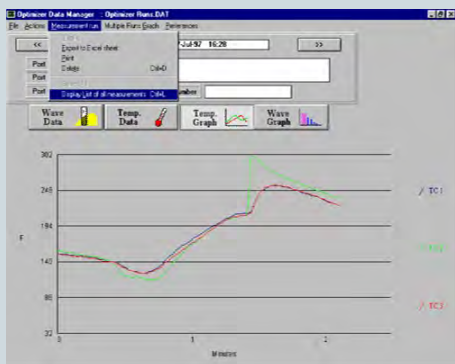 Optimizer Data Manager : Optimizer Runs.DAT
File Actions Measurement run Multiple Runs Graph Preferences
<< Jul-97 16:28 >>
Export to Excel sheet
Print
Delete Ctrl+D
Display List of all measurements Ctrl+L
Port
Port
Port umber
Wave Data
Temp. Data
Temp. Graph
Wave Graph
302
248
194
140
86
32
F
0 1 2
Minutes
/ TC1
/ TC3